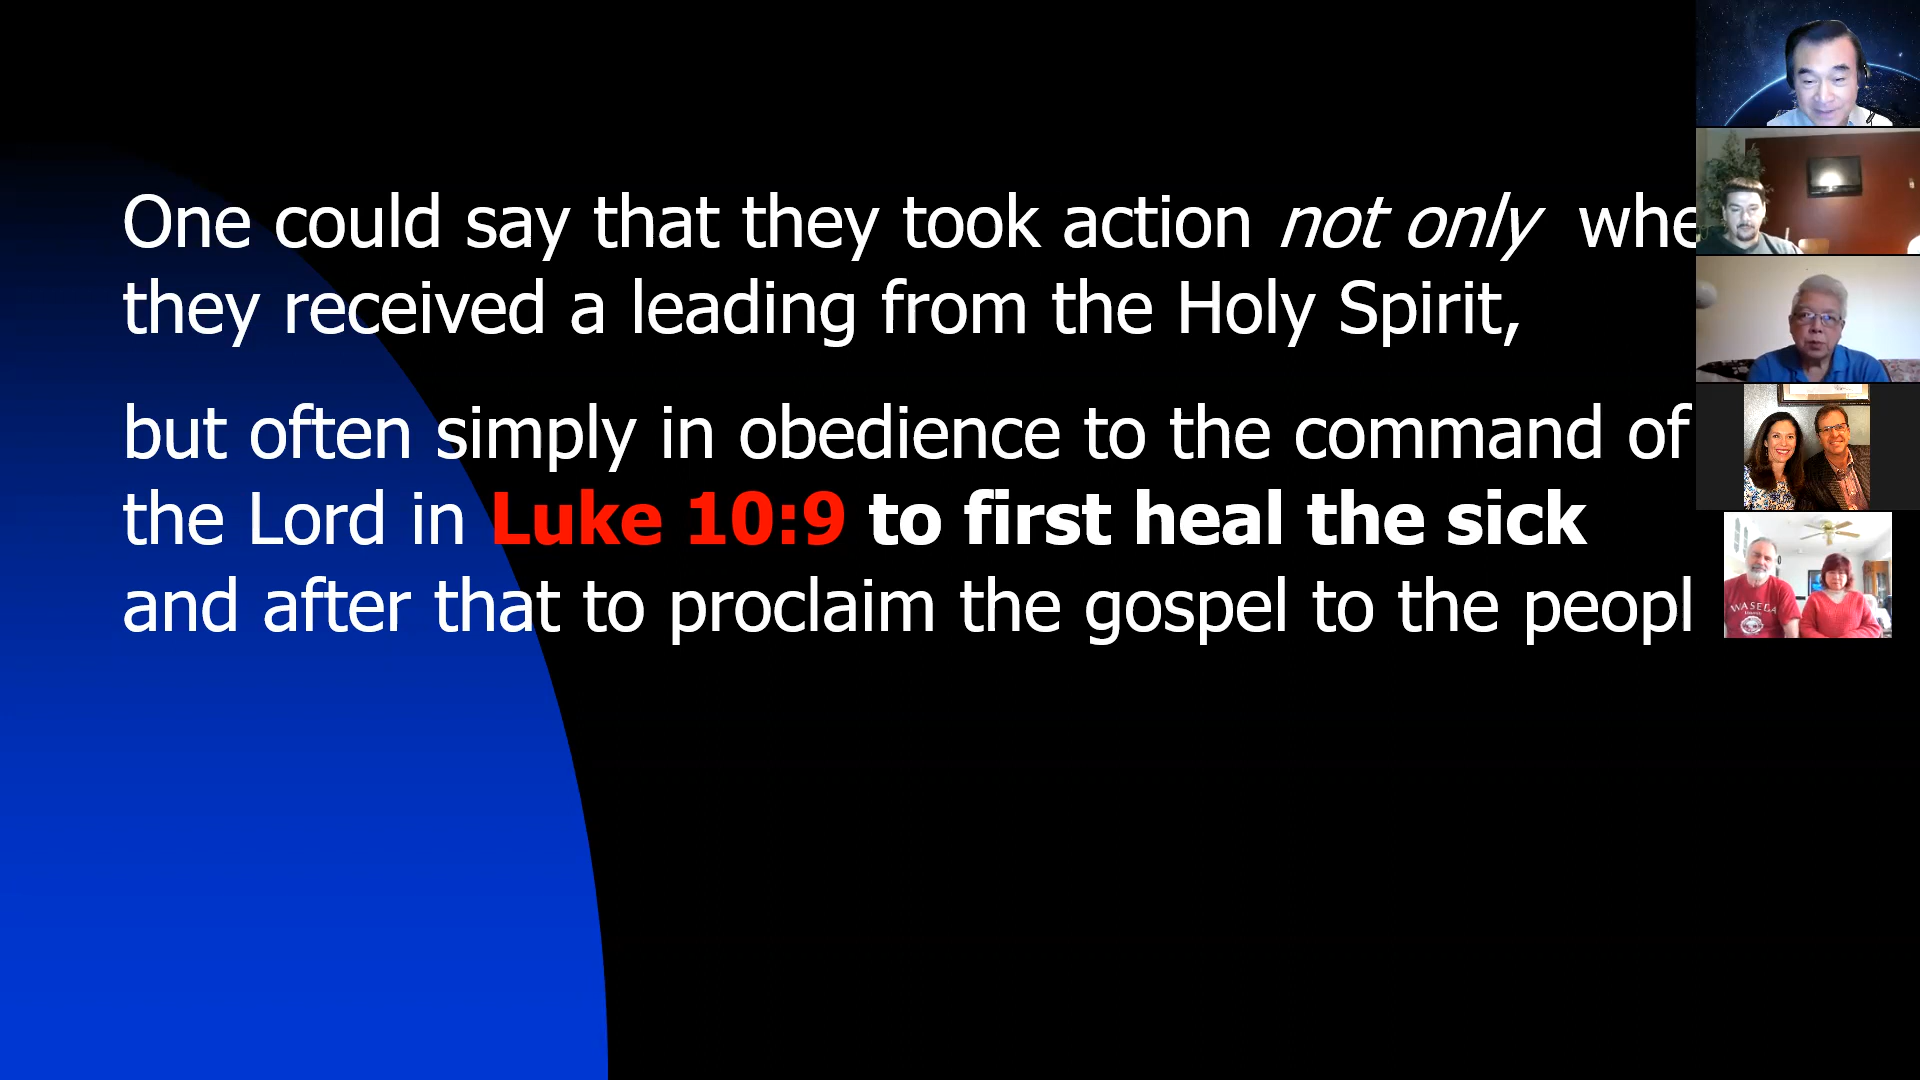 One could say that they took action not only whe
they received a leading from the Holy Spirit,
but often simply in obedience to the command of
the Lord in Luke 10:9 to first heal the sick
and after that to proclaim the gospel to the peopl
WASEDA